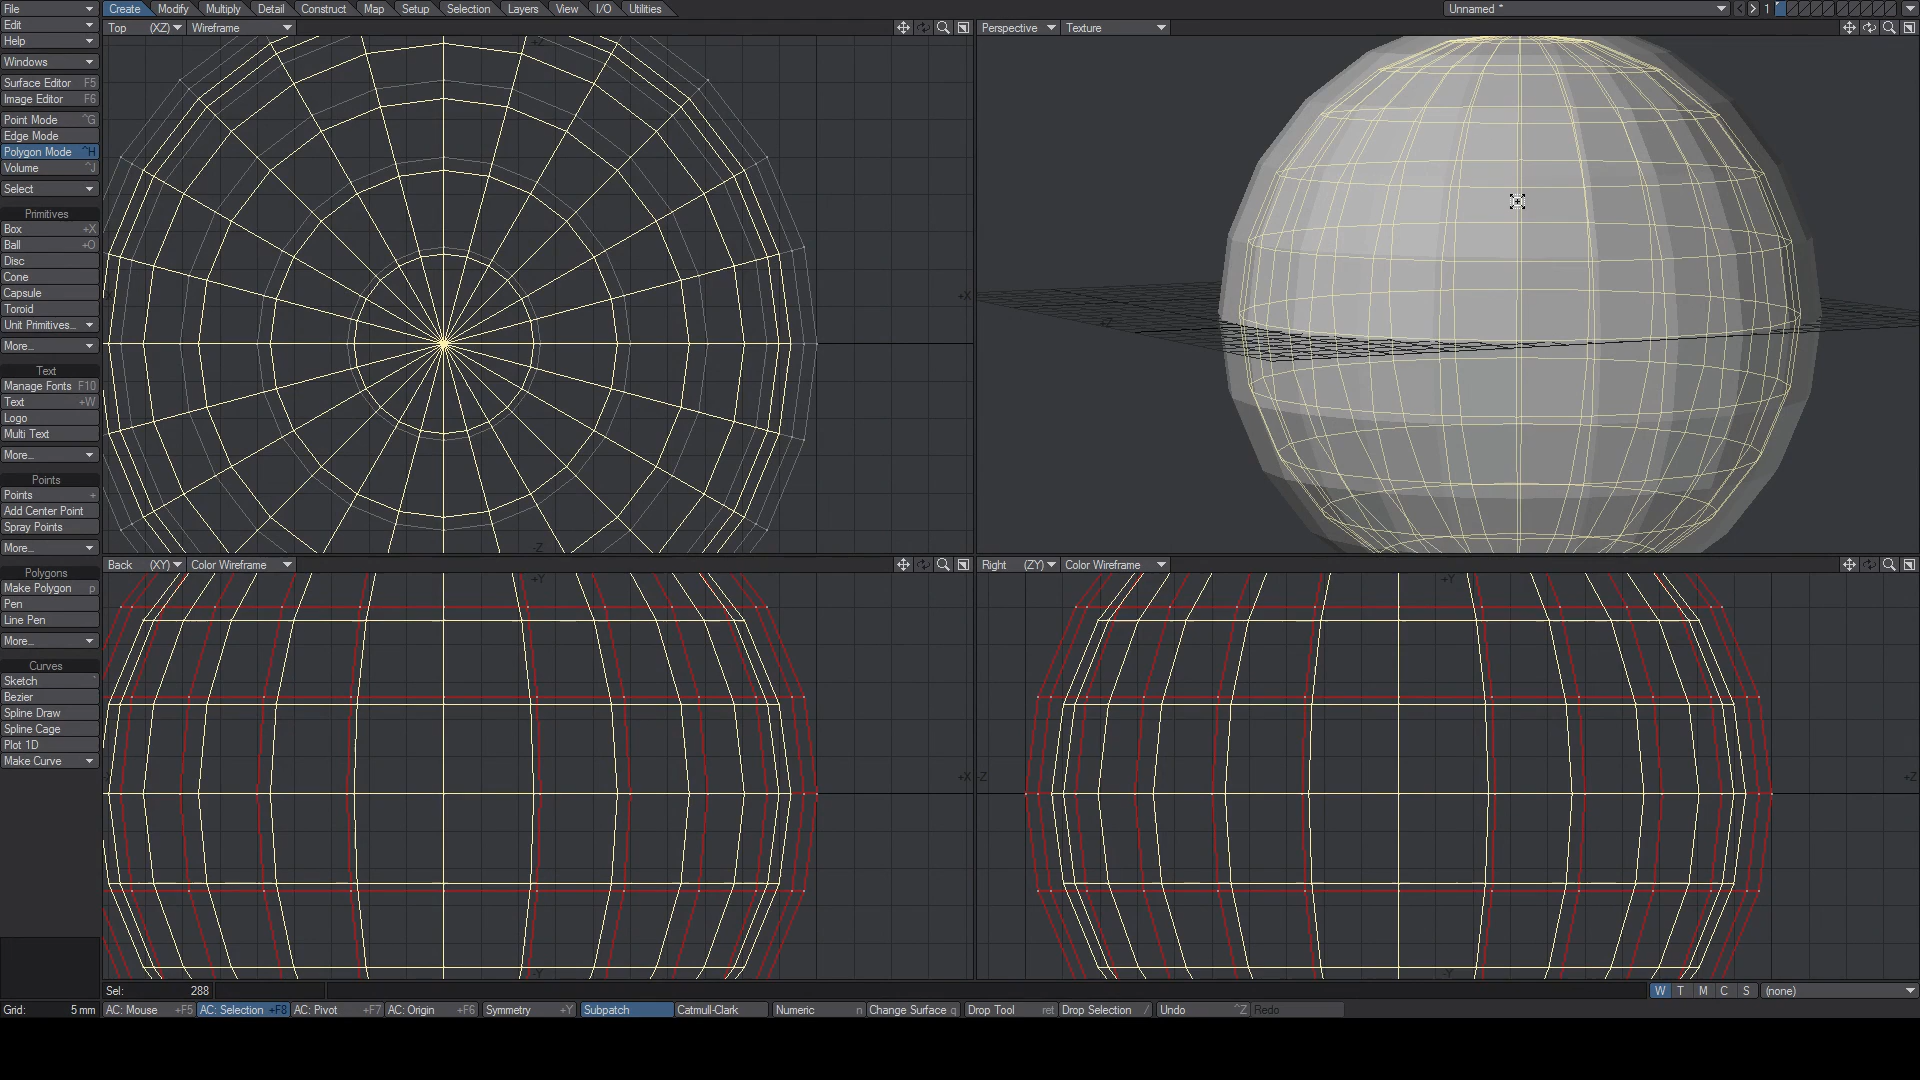 File Create Modify Multiply Detail Construct Map Setup Selection Layers View I/O Utilities Unnamed * 1
Edit
Help
Windows
Surface Editor F5
Image Editor F6
Point Mode ^G
Edge Mode
Polygon Mode ^H
Volume ^J
Select
Primitives
Box +X
Ball +O
Disc
Cone
Capsule
Toroid
Unit Primitives...
More...
Text
Manage Fonts F10
Text +W
Logo
Multi Text
More...
Points
Points +
Add Center Point
Spray Points
More...
Polygons
Make Polygon p
Pen
Line Pen
More...
Curves
Sketch `
Bezier
Spline Draw
Spline Cage
Plot 1D
Make Curve
Top (XZ) Wireframe
+X
-Z
Perspective Texture
Back (XY) Color Wireframe
+Y
+X
-Y
Right (ZY) Color Wireframe
+Y
-Z
+Z
-Y
Sel: 288 W T M C S (none)
Grid: 5 mm AC: Mouse +F5 AC: Selection +F8 AC: Pivot +F7 AC: Origin +F6 Symmetry +Y Subpatch Catmull-Clark Numeric n Change Surface q Drop Tool ret Drop Selection / Undo ^Z Redo